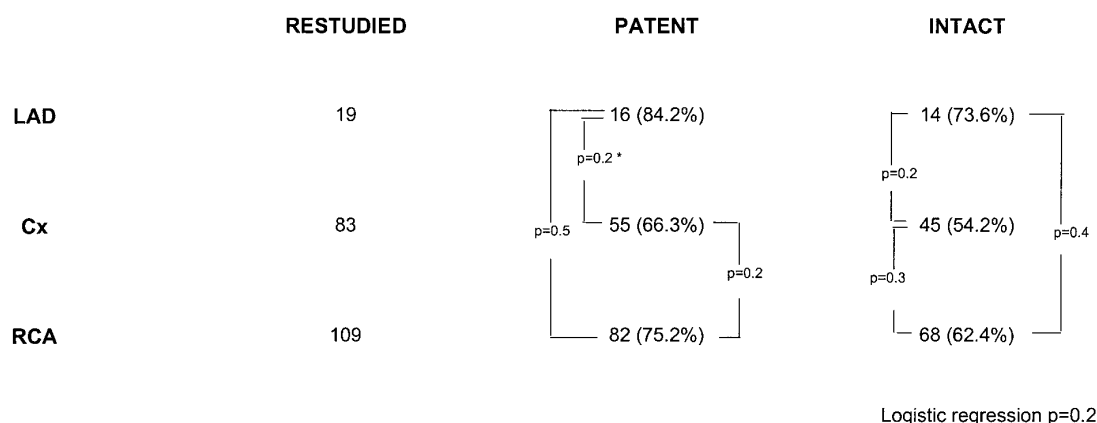 RESTUDIED PATENT INTACT
LAD 19 16 (84.2%) 14 (73.6%)
p=0.2 *
p=0.2
Cx 83 55 (66.3%) 45 (54.2%)
p=0.5
p=0.4
p=0.2
p=0.3
RCA 109 82 (75.2%) 68 (62.4%)
Logistic regression p=0.2